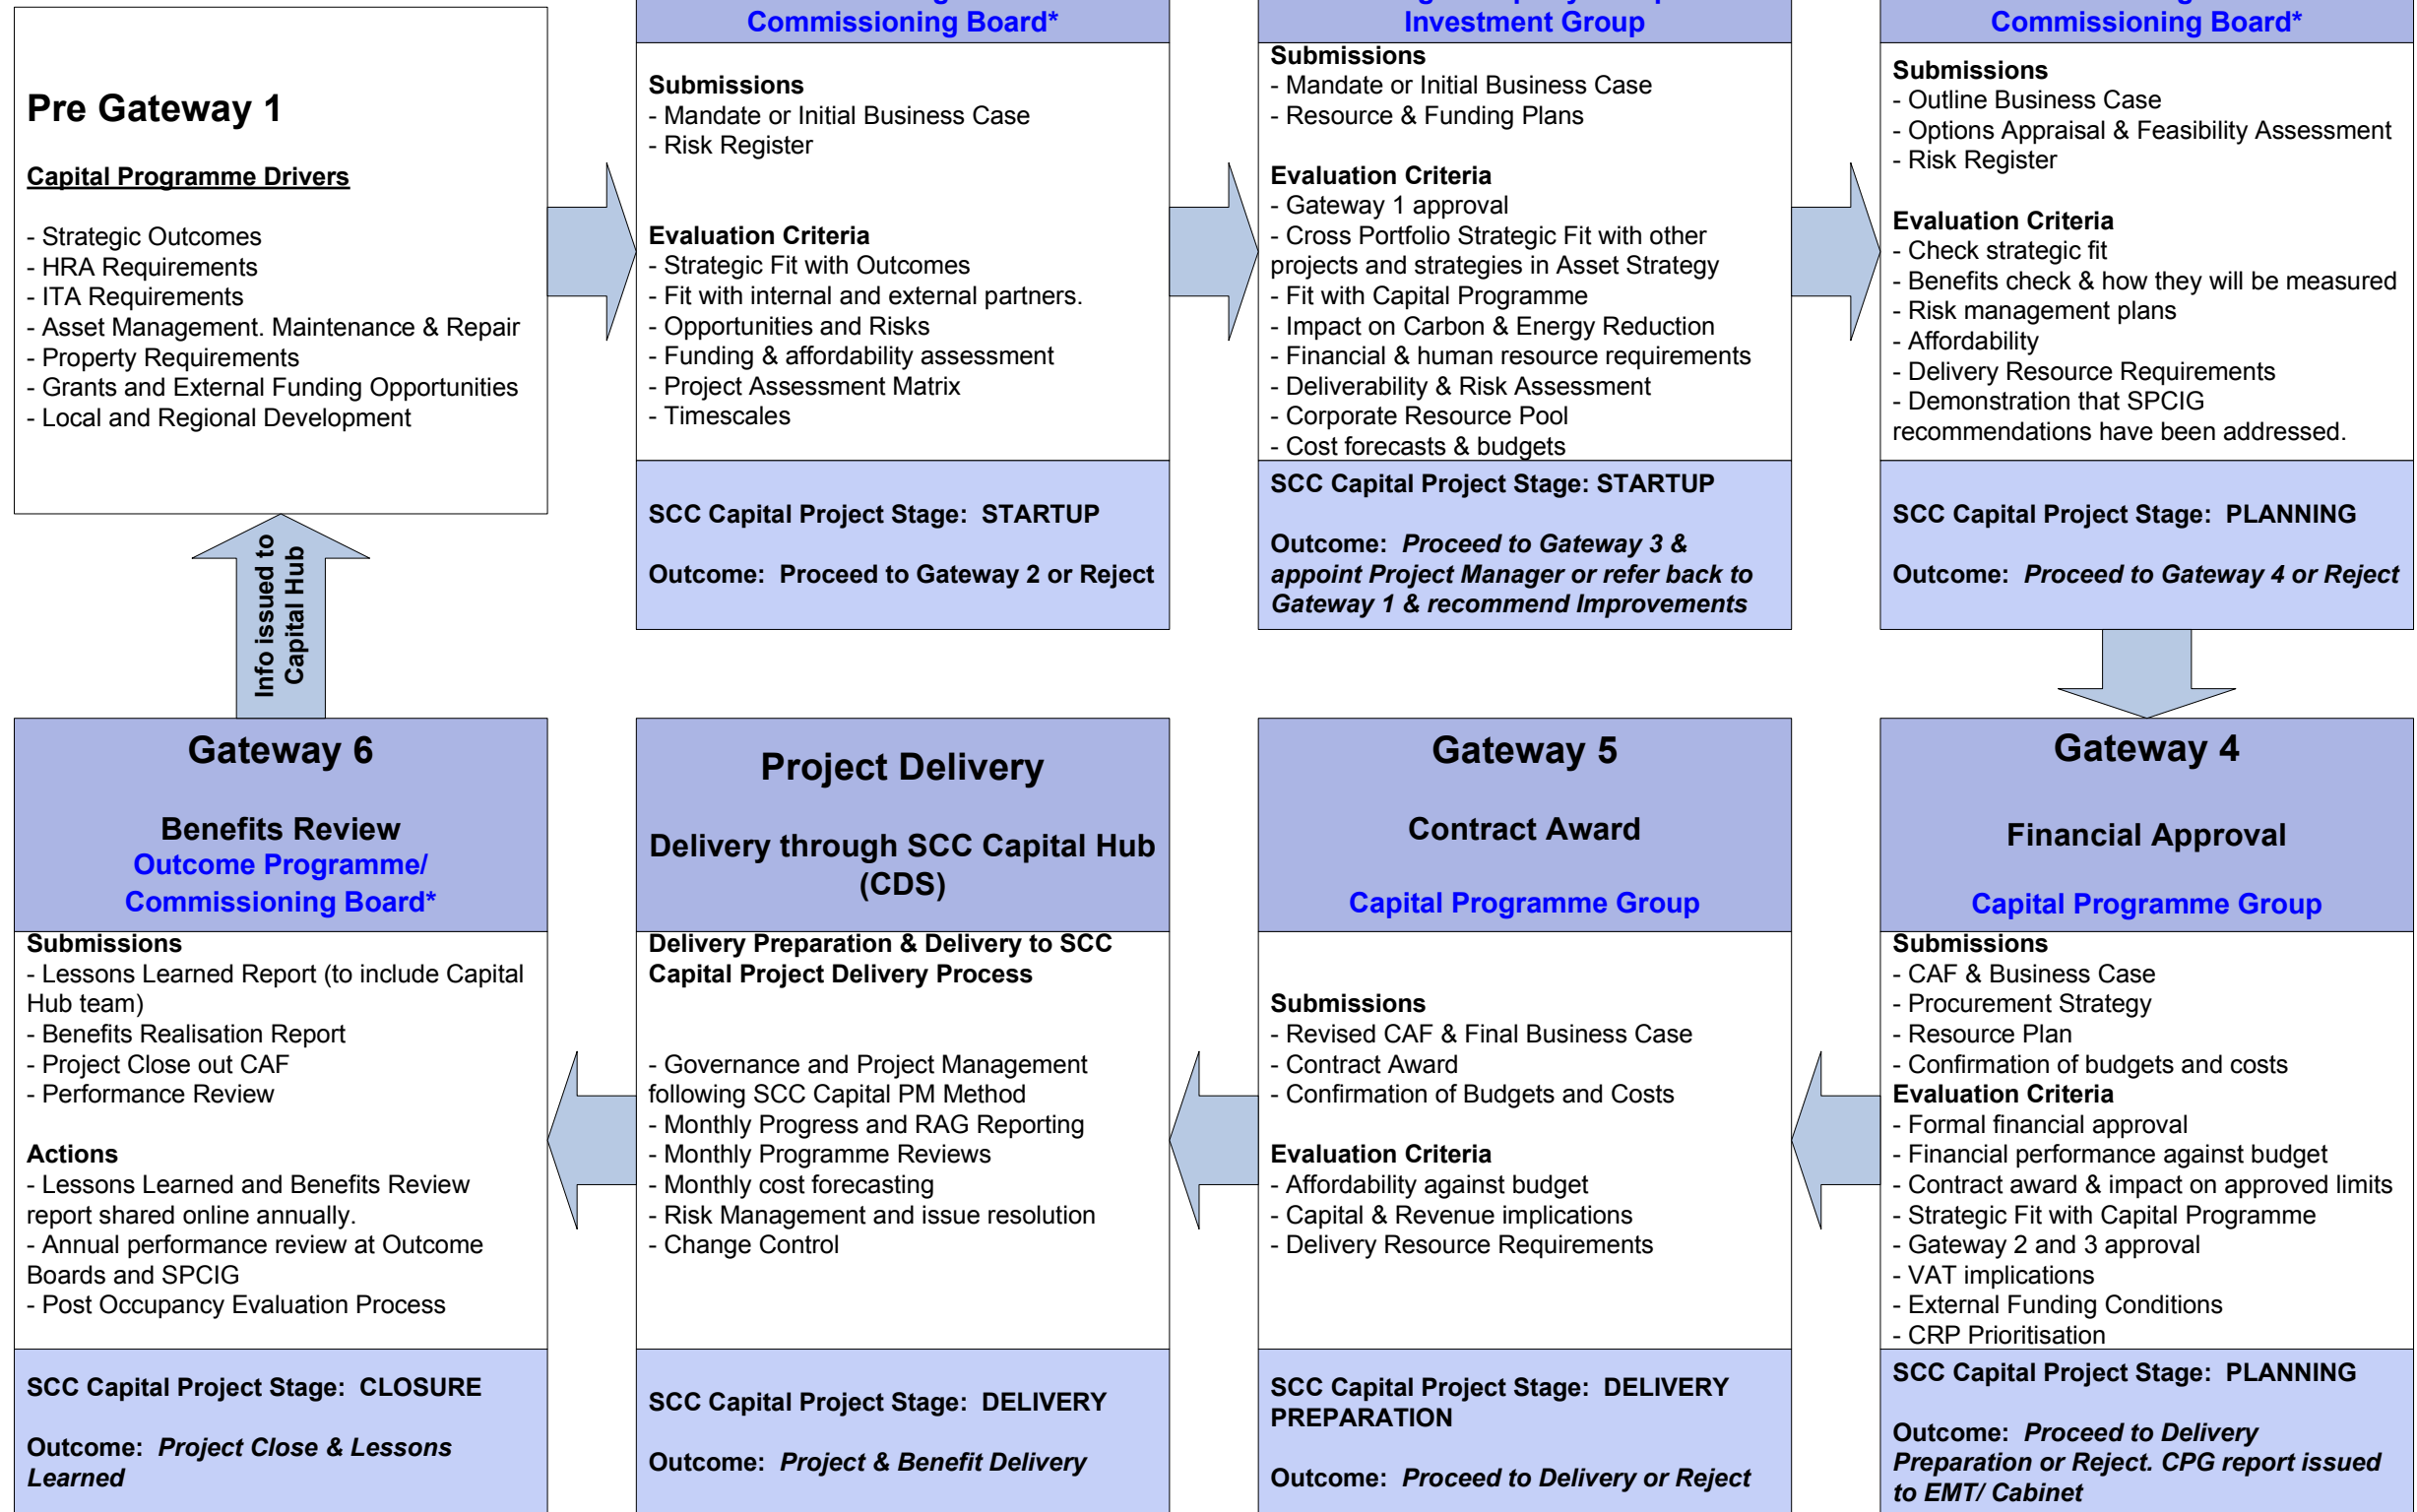 Pre Gateway 1
Capital Programme Drivers
- Strategic Outcomes
- HRA Requirements
- ITA Requirements
- Asset Management. Maintenance & Repair
- Property Requirements
- Grants and External Funding Opportunities
- Local and Regional Development
Commissioning Board*
Submissions
- Mandate or Initial Business Case
- Risk Register
Evaluation Criteria
- Strategic Fit with Outcomes
- Fit with internal and external partners.
- Opportunities and Risks
- Funding & affordability assessment
- Project Assessment Matrix
- Timescales
SCC Capital Project Stage: STARTUP
Outcome: Proceed to Gateway 2 or Reject
Investment Group
Submissions
- Mandate or Initial Business Case
- Resource & Funding Plans
Evaluation Criteria
- Gateway 1 approval
- Cross Portfolio Strategic Fit with other
projects and strategies in Asset Strategy
- Fit with Capital Programme
- Impact on Carbon & Energy Reduction
- Financial & human resource requirements
- Deliverability & Risk Assessment
- Corporate Resource Pool
- Cost forecasts & budgets
SCC Capital Project Stage: STARTUP
Outcome: Proceed to Gateway 3 &
appoint Project Manager or refer back to
Gateway 1 & recommend Improvements
Commissioning Board*
Submissions
- Outline Business Case
- Options Appraisal & Feasibility Assessment
- Risk Register
Evaluation Criteria
- Check strategic fit
- Benefits check & how they will be measured
- Risk management plans
- Affordability
- Delivery Resource Requirements
- Demonstration that SPCIG
recommendations have been addressed.
SCC Capital Project Stage: PLANNING
Outcome: Proceed to Gateway 4 or Reject
Info issued to
Capital Hub
Gateway 6
Benefits Review
Outcome Programme/
Commissioning Board*
Submissions
- Lessons Learned Report (to include Capital
Hub team)
- Benefits Realisation Report
- Project Close out CAF
- Performance Review
Actions
- Lessons Learned and Benefits Review
report shared online annually.
- Annual performance review at Outcome
Boards and SPCIG
- Post Occupancy Evaluation Process
SCC Capital Project Stage: CLOSURE
Outcome: Project Close & Lessons
Learned
Project Delivery
Delivery through SCC Capital Hub
(CDS)
Delivery Preparation & Delivery to SCC
Capital Project Delivery Process
- Governance and Project Management
following SCC Capital PM Method
- Monthly Progress and RAG Reporting
- Monthly Programme Reviews
- Monthly cost forecasting
- Risk Management and issue resolution
- Change Control
SCC Capital Project Stage: DELIVERY
Outcome: Project & Benefit Delivery
Gateway 5
Contract Award
Capital Programme Group
Submissions
- Revised CAF & Final Business Case
- Contract Award
- Confirmation of Budgets and Costs
Evaluation Criteria
- Affordability against budget
- Capital & Revenue implications
- Delivery Resource Requirements
SCC Capital Project Stage: DELIVERY
PREPARATION
Outcome: Proceed to Delivery or Reject
Gateway 4
Financial Approval
Capital Programme Group
Submissions
- CAF & Business Case
- Procurement Strategy
- Resource Plan
- Confirmation of budgets and costs
Evaluation Criteria
- Formal financial approval
- Financial performance against budget
- Contract award & impact on approved limits
- Strategic Fit with Capital Programme
- Gateway 2 and 3 approval
- VAT implications
- External Funding Conditions
- CRP Prioritisation
SCC Capital Project Stage: PLANNING
Outcome: Proceed to Delivery
Preparation or Reject. CPG report issued
to EMT/ Cabinet